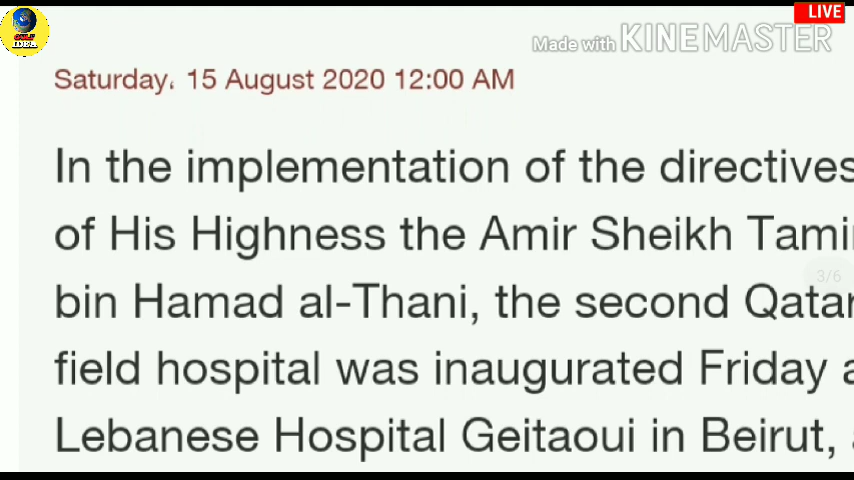 LIVE
GULF
IDEA
Made with KINEMASTER
Saturday، 15 August 2020 12:00 AM
In the implementation of the directives
of His Highness the Amir Sheikh Tami
3/6
bin Hamad al-Thani, the second Qatar
field hospital was inaugurated Friday a
Lebanese Hospital Geitaoui in Beirut,